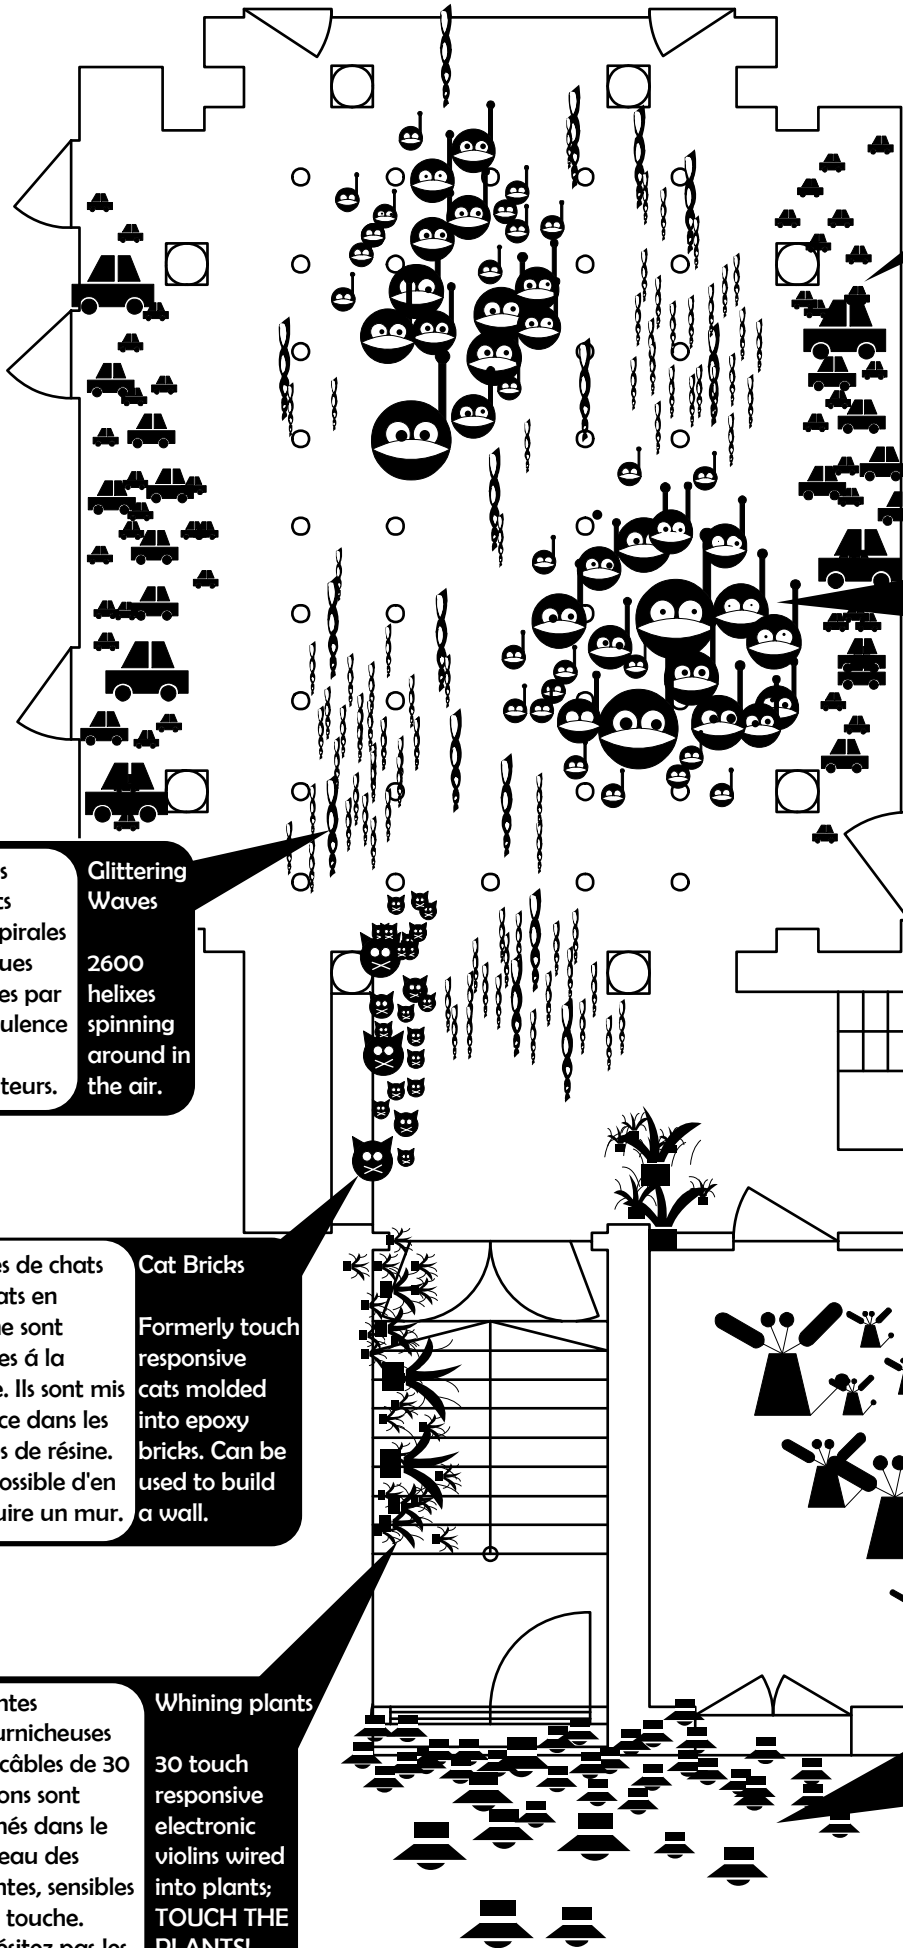 s
ts
pirales
ues
es par
ulence
teurs.
Glittering
Waves
2600
helixes
spinning
around in
the air.
es de chats
ats en
ne sont
es á la
e. Ils sont mis
ce dans les
s de résine.
ossible d'en
uire un mur.
Cat Bricks
Formerly touch
responsive
cats molded
into epoxy
bricks. Can be
used to build
a wall.
ntes
urnicheuses
câbles de 30
ons sont
nés dans le
eau des
ntes, sensibles
touche.
ésitez pas les
Whining plants
30 touch
responsive
electronic
violins wired
into plants;
TOUCH THE
PLANTS!